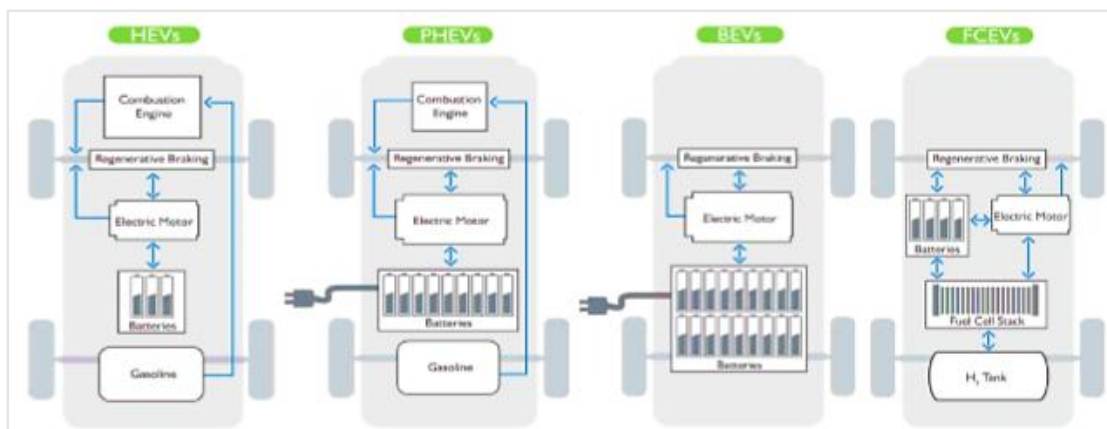 HEVs
Combustion
Engine
Regenerative Braking
Electric Motor
Batteries
Gasoline
PHEVs
Combustion
Engine
Regenerative Braking
Electric Motor
Batteries
Gasoline
BEVs
Regenerative Braking
Electric Motor
Batteries
FCEVs
Regenerative Braking
Batteries
Electric Motor
Fuel Cell Stack
H₂ Tank